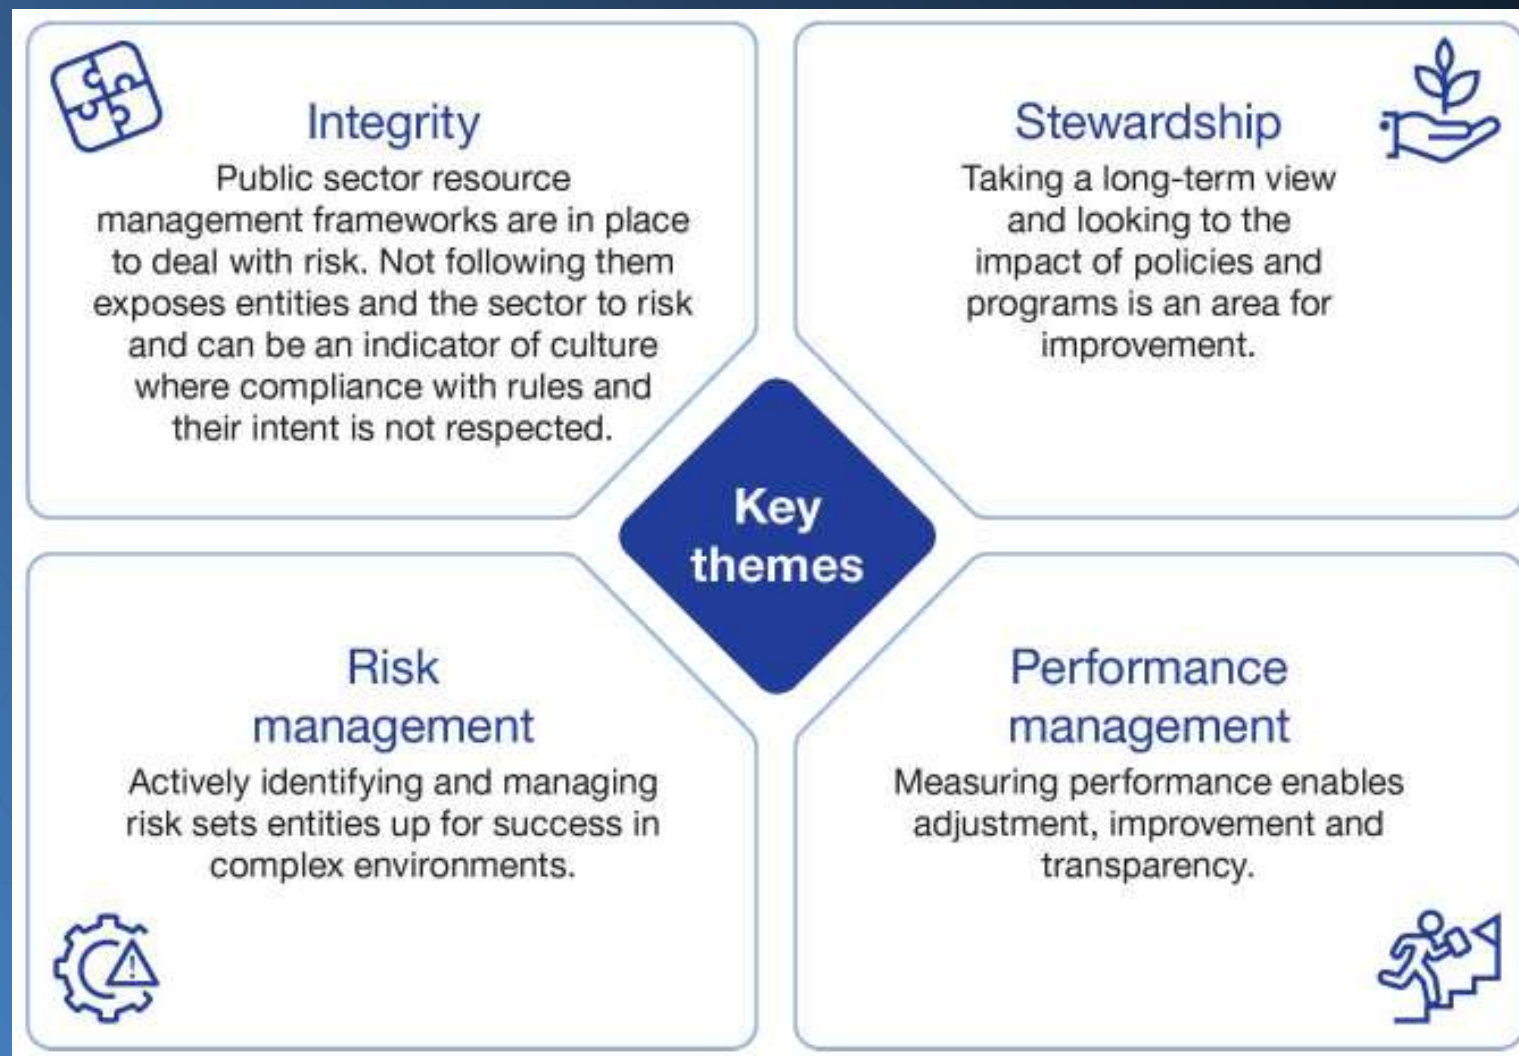 Integrity
Public sector resource
management frameworks are in place
to deal with risk. Not following them
exposes entities and the sector to risk
and can be an indicator of culture
where compliance with rules and
their intent is not respected.
Stewardship
Taking a long-term view
and looking to the
impact of policies and
programs is an area for
improvement.
Key
themes
Risk
management
Actively identifying and managing
risk sets entities up for success in
complex environments.
Performance
management
Measuring performance enables
adjustment, improvement and
transparency.